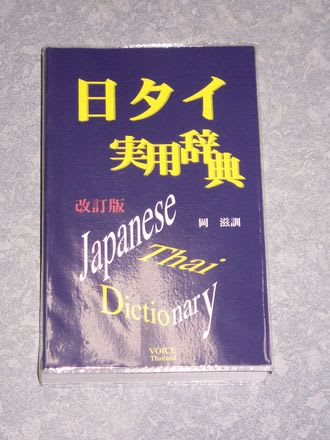 日タイ
実用辞典
改訂版
岡 滋訓
Japanese
Thai
Dictionary
VOICE
Thailand